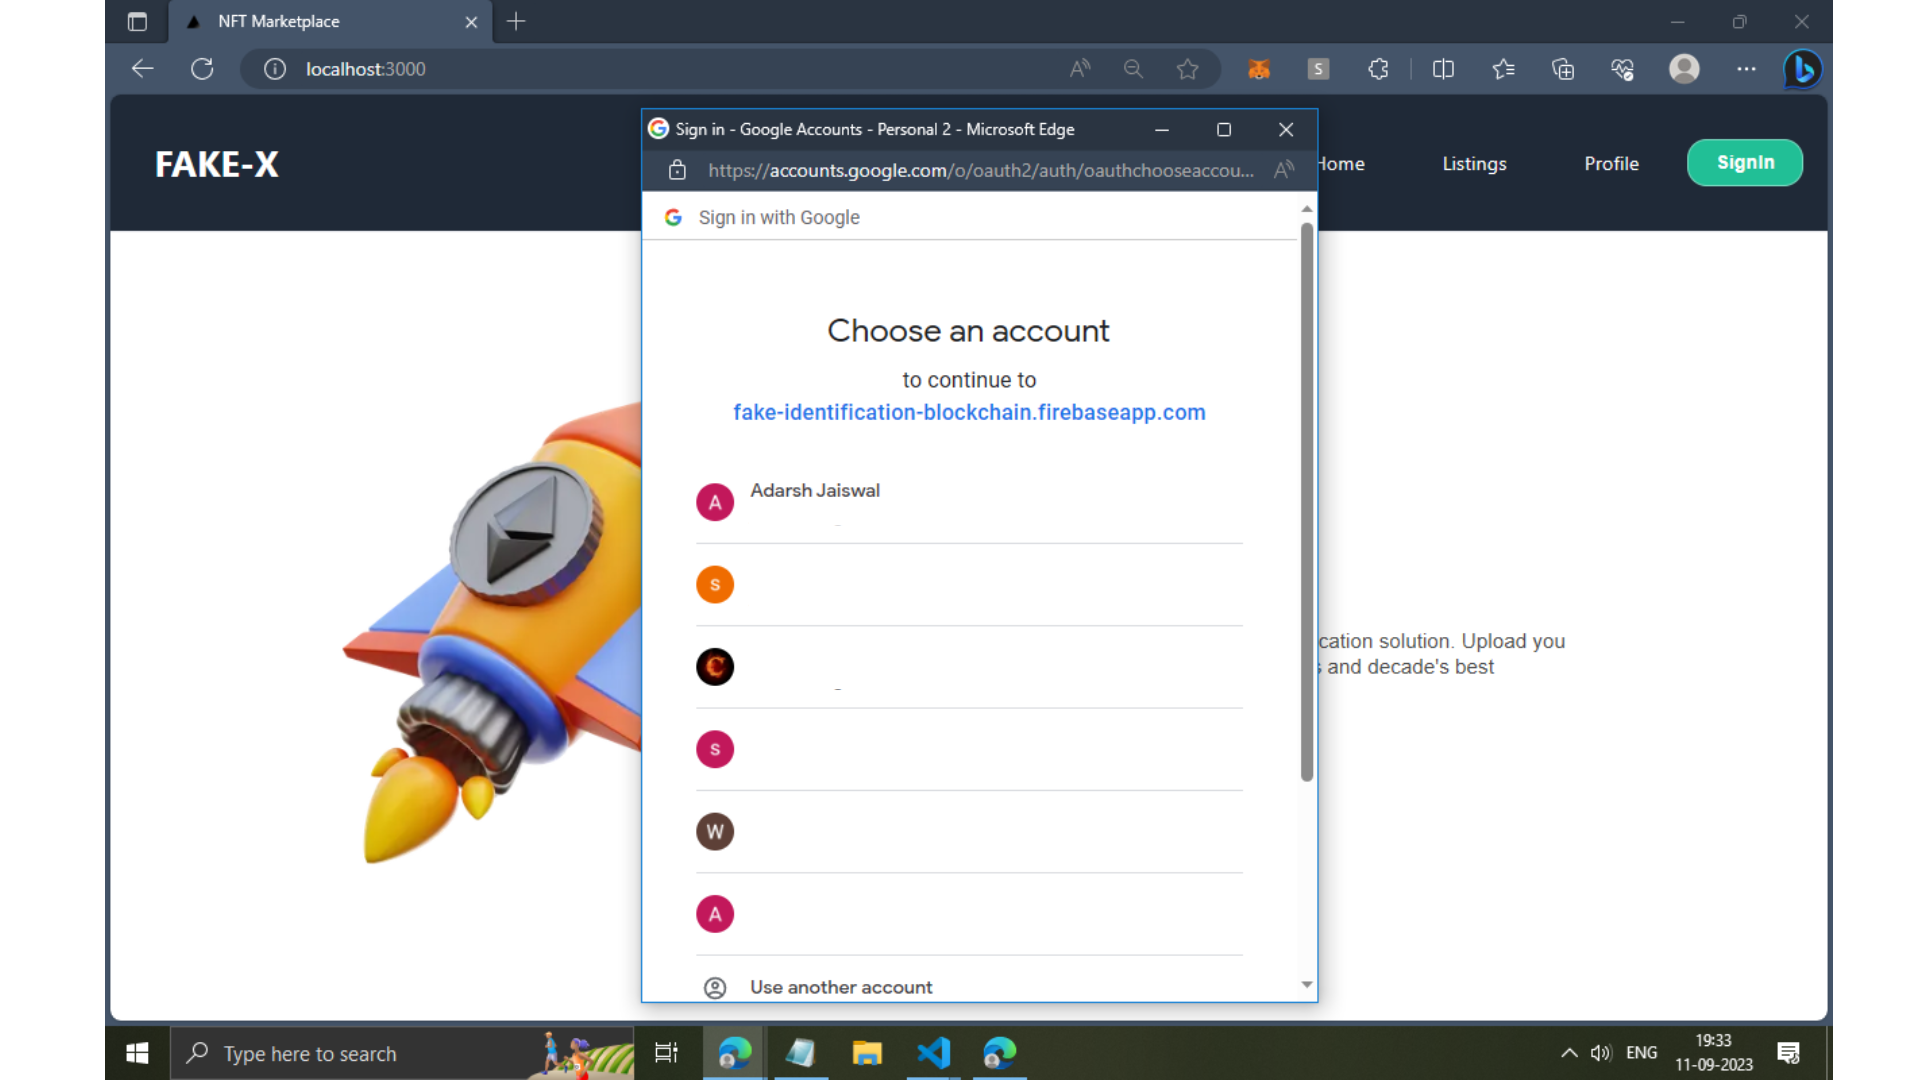 NFT Marketplace
localhost:3000
S
FAKE-X
Home
Listings
Profile
SignIn
Sign in - Google Accounts - Personal 2 - Microsoft Edge
https://accounts.google.com/o/oauth2/auth/oauthchooseaccou...
Sign in with Google
Choose an account
to continue to
fake-identification-blockchain.firebaseapp.com
A
Adarsh Jaiswal
S
C
S
W
A
Use another account
cation solution. Upload you
and decade's best
Type here to search
ENG
19:33
11-09-2023